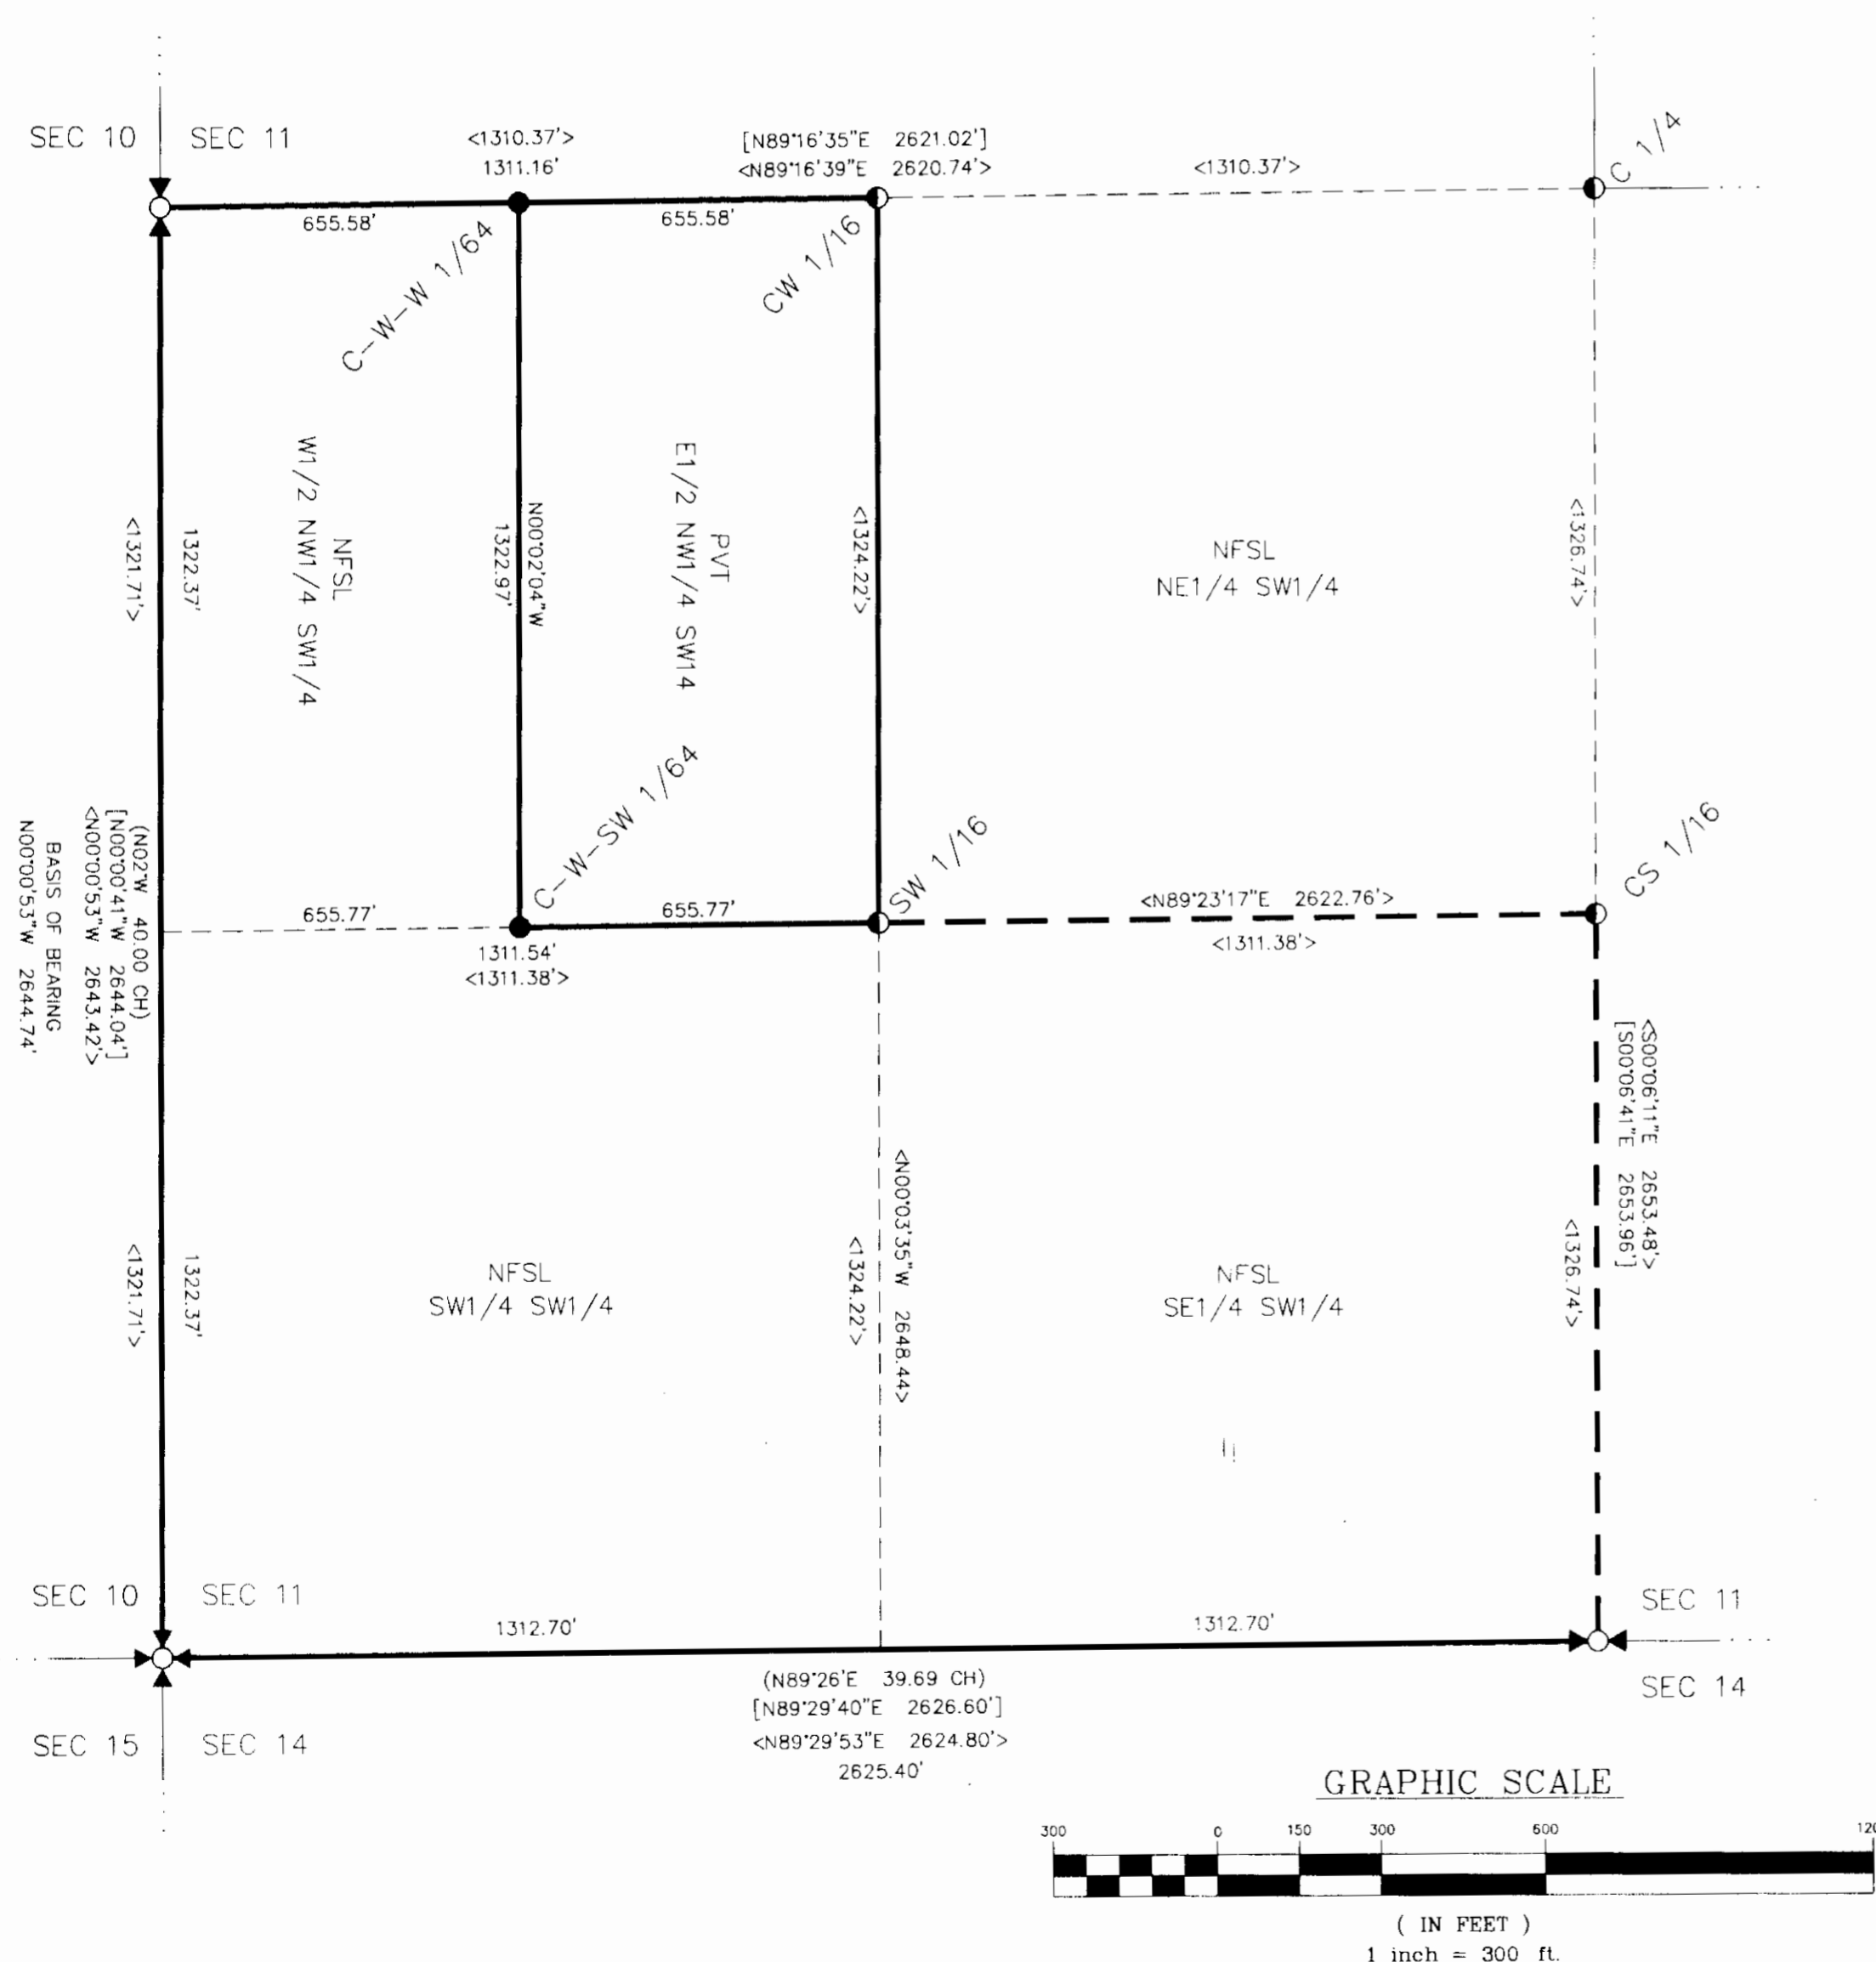 SEC 10
SEC 11
<1310.37'>
1311.16'
[N89°16'35"E 2621.02']
<N89°16'39"E 2620.74'>
<1310.37'>
C 1/4
655.58'
655.58'
C-W-W 1/64
CW 1/16
<1321.71'>
1322.37'
NFSL
W1/2 NW1/4 SW1/4
N00°02'04"W
1322.97'
PVT
E1/2 NW1/4 SW14
<1324.22'>
NFSL
NE1/4 SW1/4
<1326.74'>
C-W-SW 1/64
SW 1/16
CS 1/16
(N02°W 40.00 CH)
[N00°00'41"W 2644.04']
<N00°00'53"W 2643.42'>
BASIS OF BEARING
N00°00'53"W 2644.74'
655.77'
655.77'
1311.54'
<1311.38'>
<N89°23'17"E 2622.76'>
<1311.38'>
<S00°06'11"E 2653.48'>
[S00°06'41"E 2653.96']
<1326.74'>
<1321.71'>
1322.37'
NFSL
SW1/4 SW1/4
<N00°03'35"W 2648.44>
<1324.22'>
NFSL
SE1/4 SW1/4
SEC 10
SEC 11
1312.70'
1312.70'
SEC 11
SEC 14
(N89°26'E 39.69 CH)
[N89°29'40"E 2626.60']
<N89°29'53"E 2624.80'>
2625.40'
SEC 15
SEC 14
GRAPHIC SCALE
300 0 150 300 600
( IN FEET )
1 inch = 300 ft.